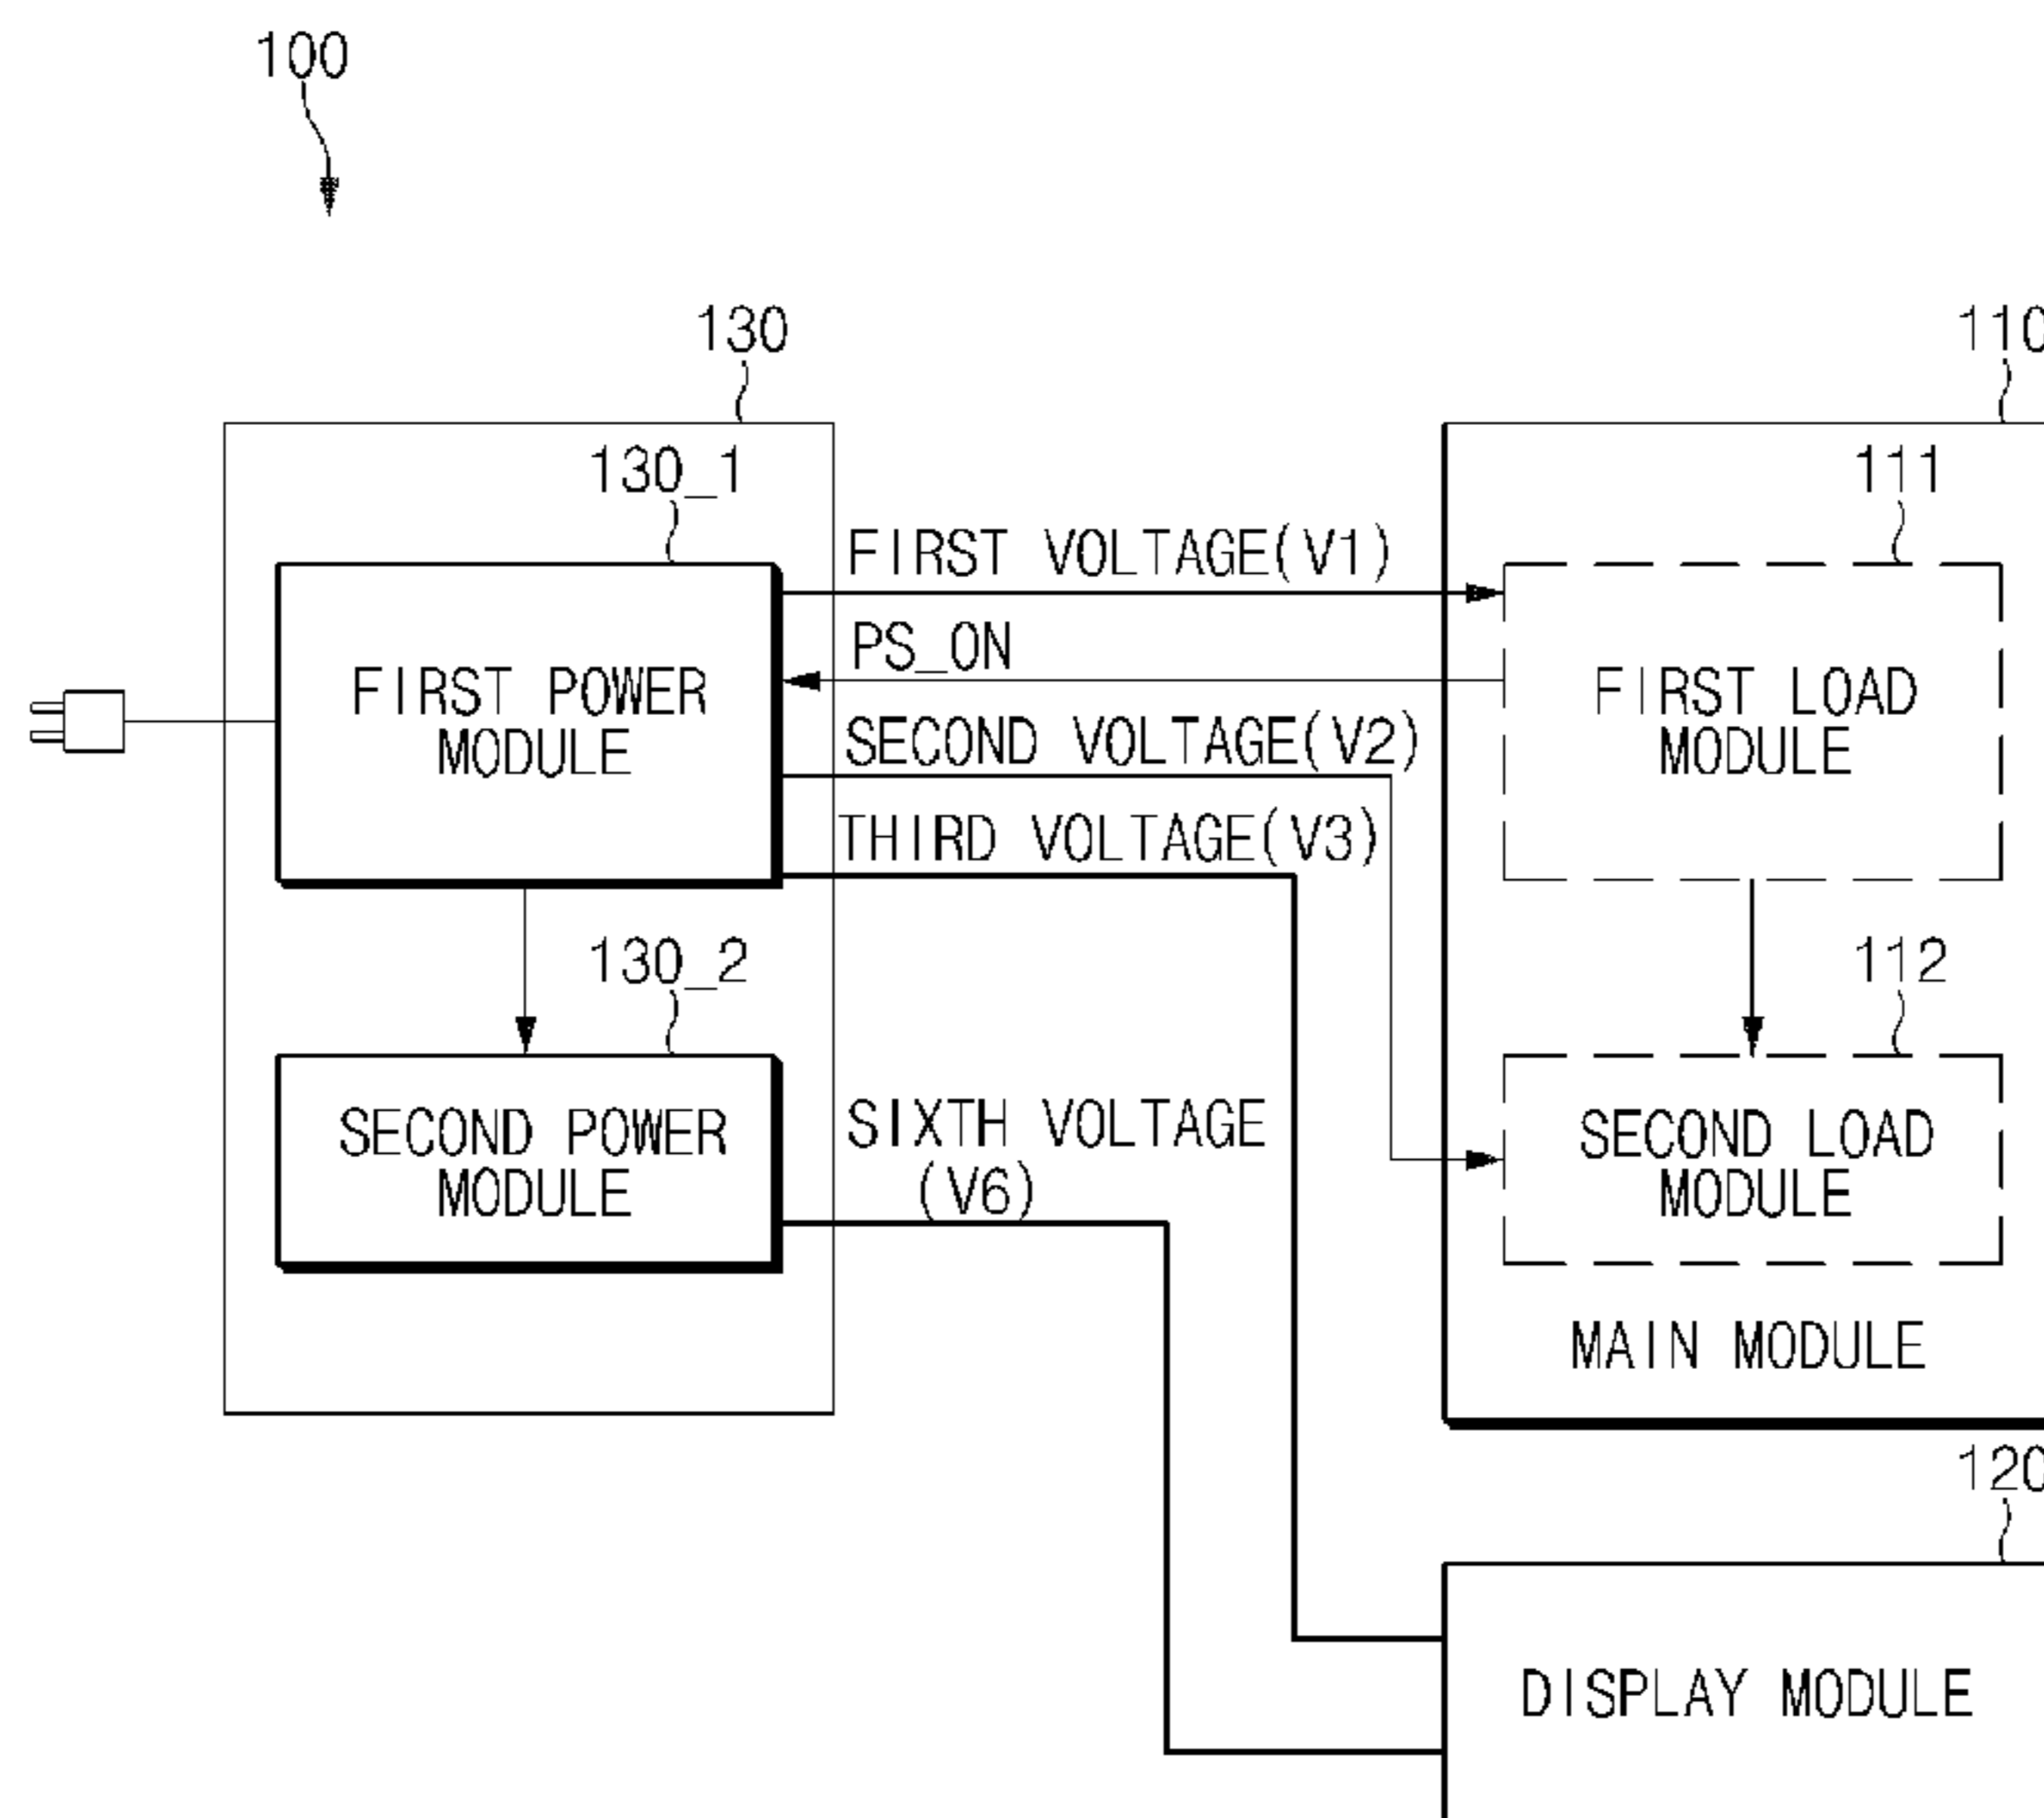 100
130
110
130_1
111
FIRST VOLTAGE(V1)
PS_ON
FIRST POWER
MODULE
FIRST LOAD
MODULE
SECOND VOLTAGE(V2)
THIRD VOLTAGE(V3)
130_2
112
SECOND POWER
MODULE
SIXTH VOLTAGE
(V6)
SECOND LOAD
MODULE
MAIN MODULE
120
DISPLAY MODULE